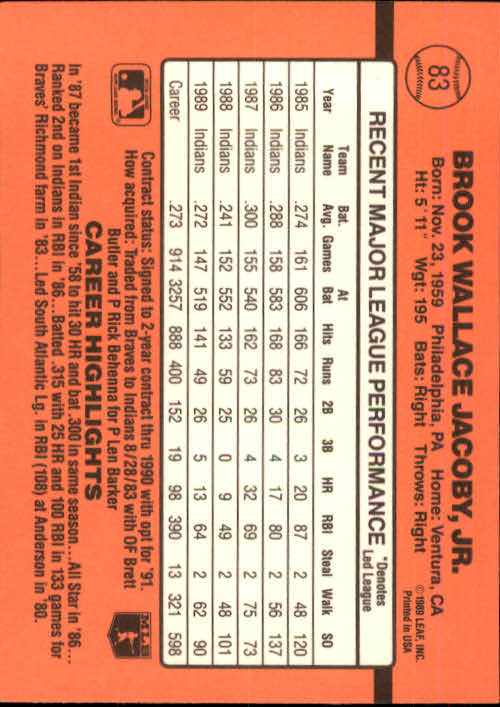 83
BROOK WALLACE JACOBY, JR.
Born: Nov. 23, 1959 Philadelphia, PA Home: Ventura, CA
Ht: 5'11" Wgt: 195 Bats: Right Throws: Right
© 1989 LEAF, INC.
Printed in USA
RECENT MAJOR LEAGUE PERFORMANCE *Denotes Led League
Year Team Name Bat. Avg. Games At Bat Hits Runs 2B 3B HR RBI Steal Walk SO
1985 Indians .274 161 606 166 72 26 3 20 87 2 48 120
1986 Indians .288 158 583 168 83 30 4 17 80 2 56 137
1987 Indians .300 155 540 162 73 26 4 32 69 2 75 73
1988 Indians .241 152 552 133 59 25 0 9 49 2 48 101
1989 Indians .272 147 519 141 49 26 5 13 64 2 62 90
Career .273 914 3257 888 400 152 19 98 390 13 321 598
Contract status: Signed to 2-year contract thru 1990 with opt for '91.
How acquired: Traded from Braves to Indians 8/28/83 with OF Brett
Butler and P Rick Behenna for P Len Barker
MLB
CAREER HIGHLIGHTS
In '87 became 1st Indian since '58 to hit 30 HR and bat .300 in same season...All Star in '86...
Ranked 2nd on Indians in RBI in '86...Batted .315 with 25 HR and 100 RBI in 133 games for
Braves' Richmond farm in '83...Led South Atlantic Lg. in RBI (108) at Anderson in '80.